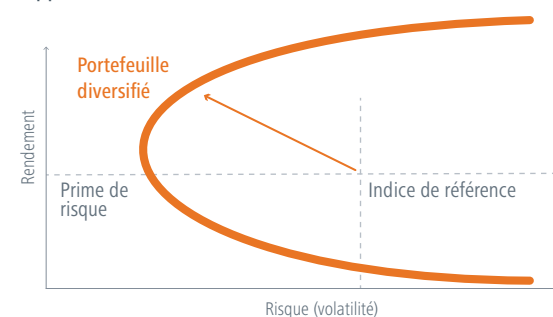 Portefeuille
diversifié
Rendement
Prime de
risque
Indice de référence
Risque (volatilité)